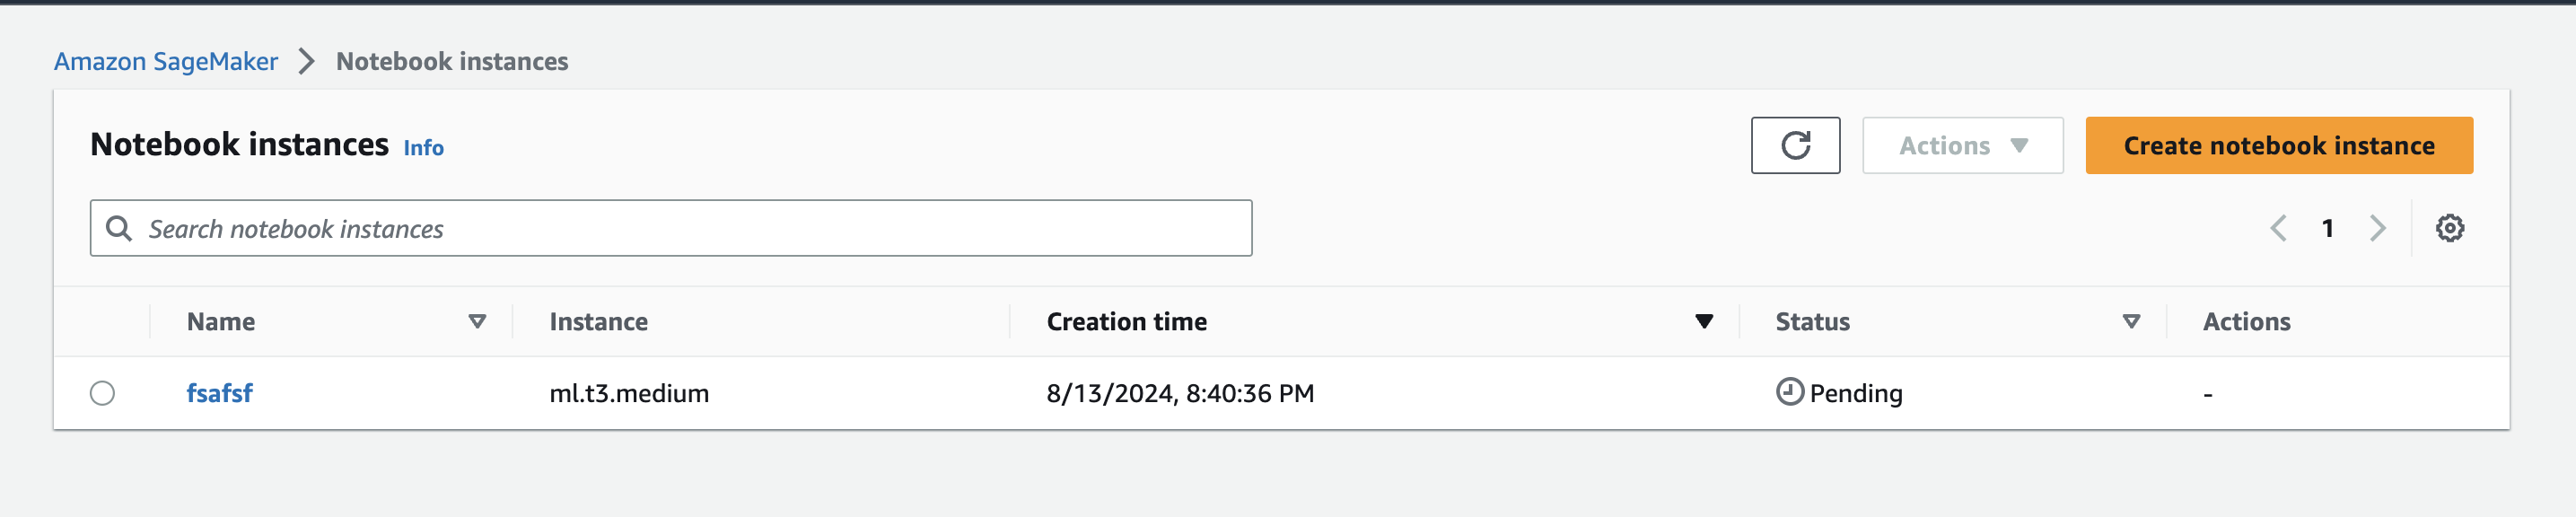 Amazon SageMaker > Notebook instances
Notebook instances Info
Actions
Create notebook instance
Search notebook instances
1
Name Instance Creation time Status Actions
fsafsf ml.t3.medium 8/13/2024, 8:40:36 PM Pending -